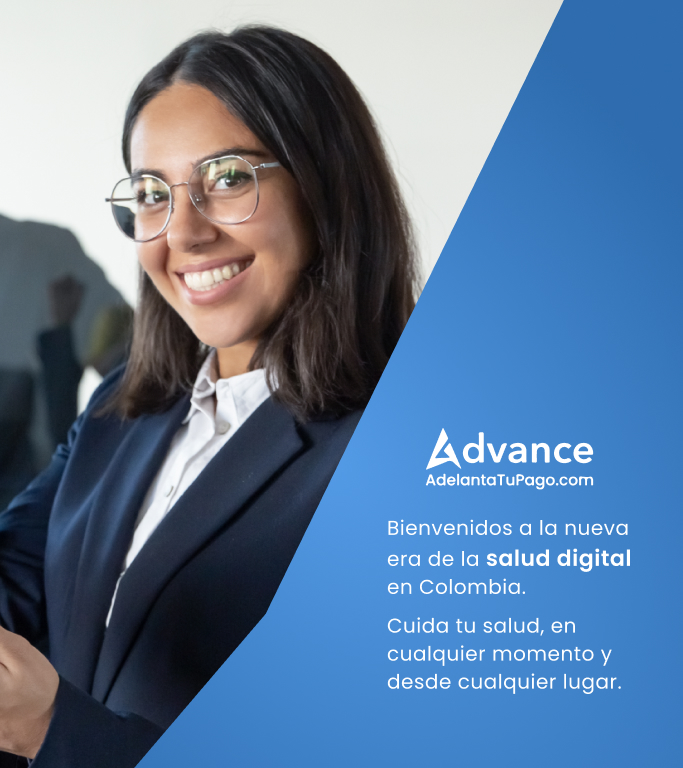 Advance
AdelantaTuPago.com
Bienvenidos a la nueva
era de la salud digital
en Colombia.
Cuida tu salud, en
cualquier momento y
desde cualquier lugar.